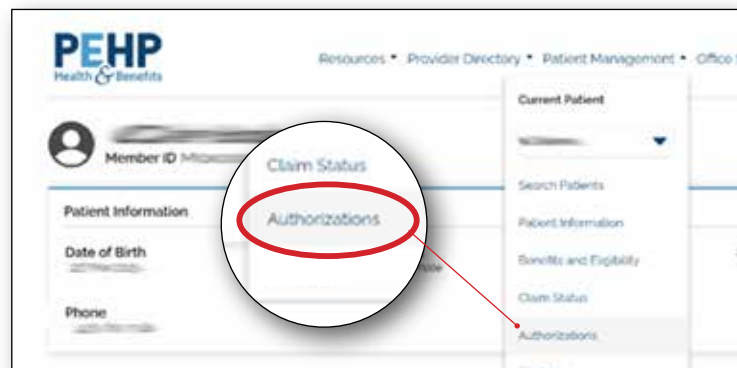 PEHP
Health & Benefits
Resources Provider Directory Patient Management Office
Current Patient
Member ID
Claim Status
Authorizations
Search Patients
Patient Information
Patient Information
Date of Birth
Benefits and Eligibility
Phone
Claim Status
Authorizations